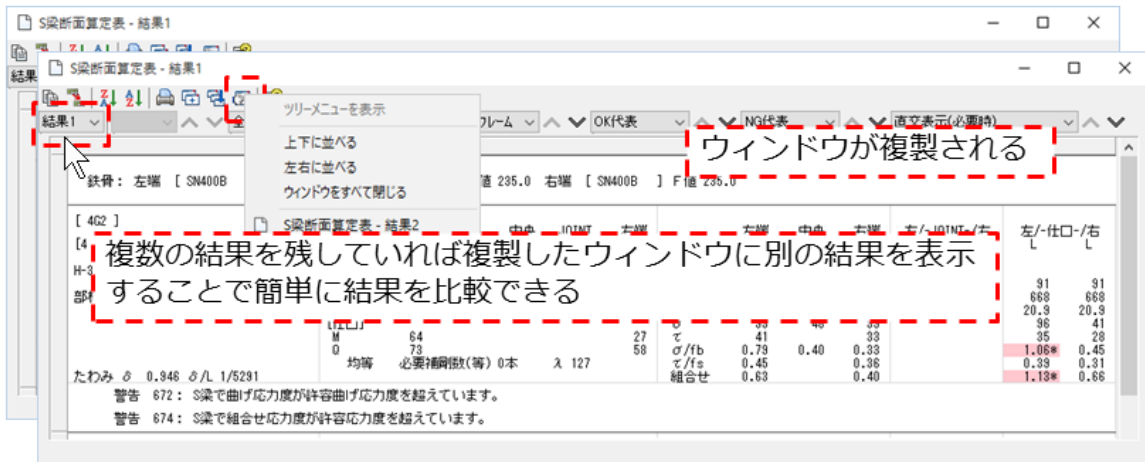 S梁断面算定表 - 結果1
結果
S梁断面算定表 - 結果1
結果1
フレーム
OK代表
NG代表
直交表示(必要時)
ツリーメニューを表示
上下に並べる
左右に並べる
ウィンドウをすべて閉じる
S梁断面算定表 - 結果2
ウィンドウが複製される
鉄骨: 左端 [ SN400B
値 235.0 右端 [ SN400B ] F値 235.0
[ 4G2 ]
中央 JOINT 右端 左端 中央 右端 左/-JOINT-/右 左/-仕口-/右
L L
複数の結果を残していれば複製したウィンドウに別の結果を表示
することで簡単に結果を比較できる
91 91
668 668
20.9 20.9
96 41
M 64 27 τ 41 33 35 28
Q 73 58 σ/fb 0.79 0.40 0.33 1.06* 0.45
均等 必要補剛数(等) 0本 λ 127 τ/fs 0.45 0.36 0.39 0.31
たわみ δ 0.946 δ/L 1/5291 組合せ 0.63 0.40 1.13* 0.66
警告 672: S梁で曲げ応力度が許容曲げ応力度を超えています。
警告 674: S梁で組合せ応力度が許容応力度を超えています。